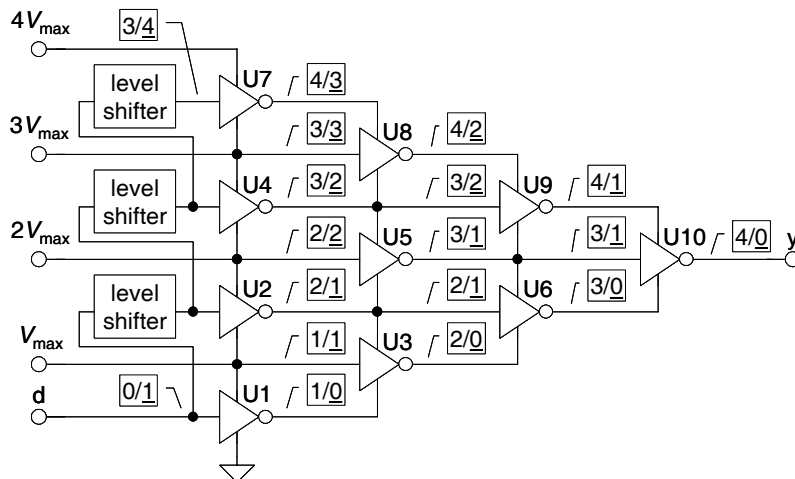 4Vmax
3/4
level shifter
U7
4/3
3Vmax
3/3
U8
4/2
level shifter
U4
3/2
3/2
U9
4/1
2Vmax
2/2
U5
3/1
3/1
U10
4/0
y
level shifter
U2
2/1
2/1
U6
3/0
Vmax
1/1
U3
2/0
d
0/1
U1
1/0